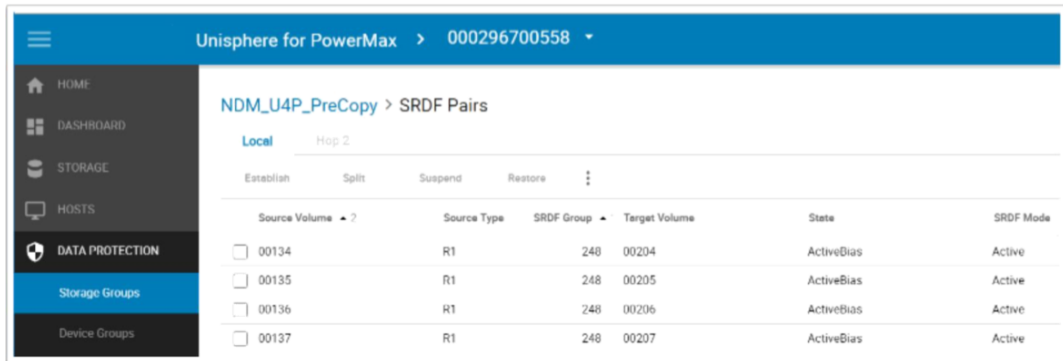 Unisphere for PowerMax > 000296700558
HOME
DASHBOARD
STORAGE
HOSTS
DATA PROTECTION
Storage Groups
Device Groups
NDM_U4P_PreCopy > SRDF Pairs
Local Hop 2
Establish Split Suspend Restore
Source Volume 2 Source Type SRDF Group Target Volume State SRDF Mode
00134 R1 248 00204 ActiveBias Active
00135 R1 248 00205 ActiveBias Active
00136 R1 248 00206 ActiveBias Active
00137 R1 248 00207 ActiveBias Active